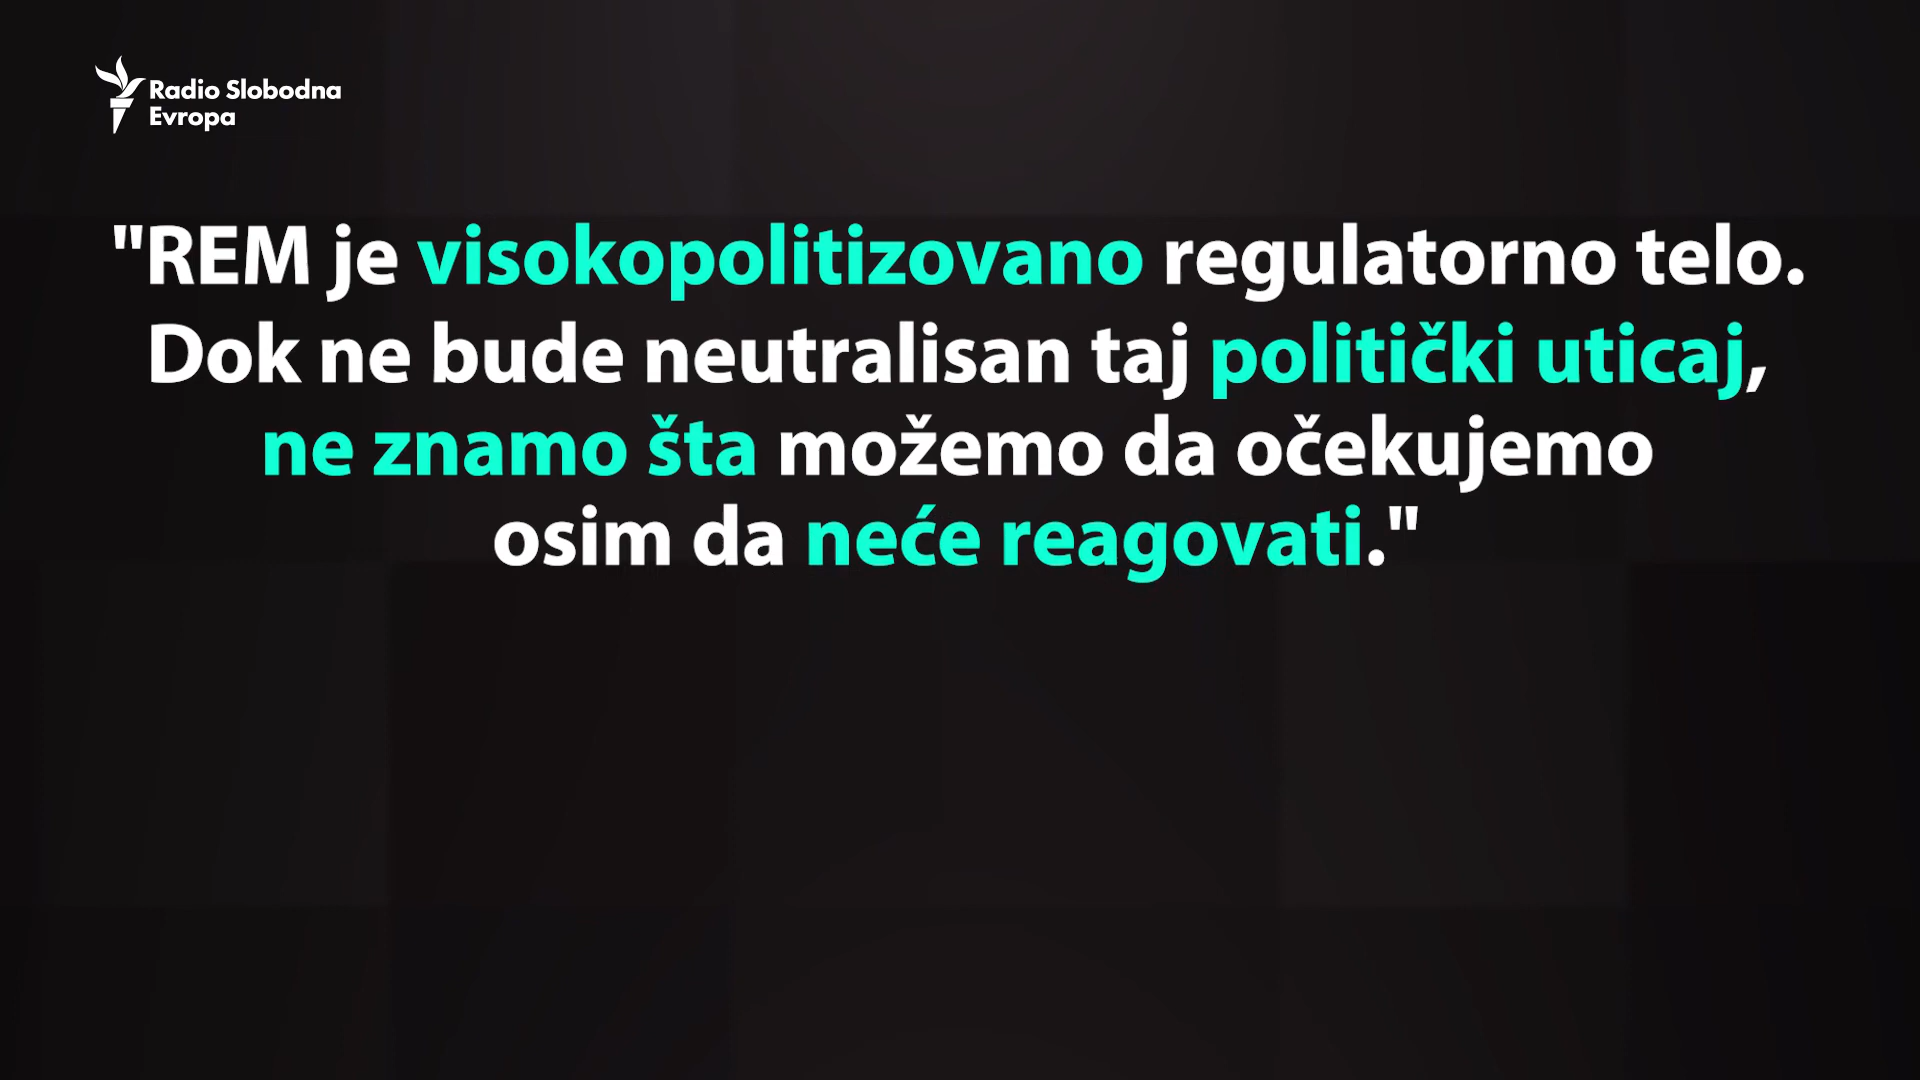 Radio Slobodna
Evropa
"REM je visokopolitizovano regulatorno telo.
Dok ne bude neutralisan taj politički uticaj,
ne znamo šta možemo da očekujemo
osim da neće reagovati."